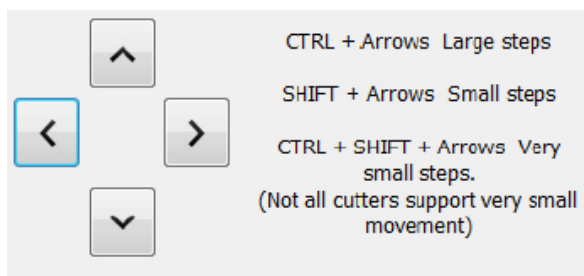 CTRL + Arrows Large steps
SHIFT + Arrows Small steps
CTRL + SHIFT + Arrows Very
small steps.
(Not all cutters support very small
movement)